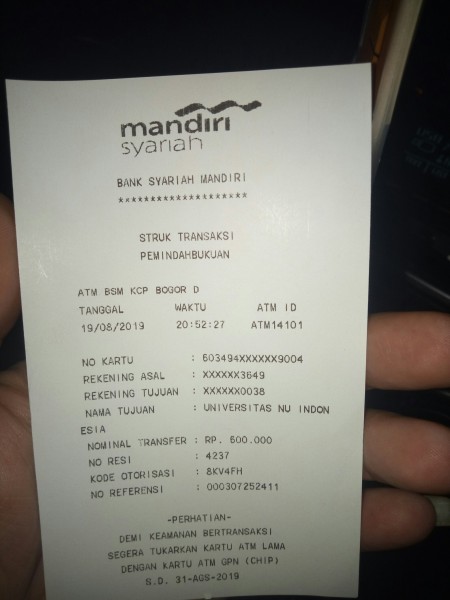 mandiri
syariah
BANK SYARIAH MANDIRI
********************
STRUK TRANSAKSI
PEMINDAHBUKUAN
ATM BSM KCP BOGOR D
TANGGAL WAKTU ATM ID
19/08/2019 20:52:27 ATM14101
NO KARTU : 603494XXXXXX9004
REKENING ASAL : XXXXXX3649
REKENING TUJUAN : XXXXXX0038
NAMA TUJUAN : UNIVERSITAS NU INDON
ESIA
NOMINAL TRANSFER : RP. 600.000
NO RESI : 4237
KODE OTORISASI : 8KV4FH
NO REFERENSI : 000307252411
-PERHATIAN-
DEMI KEAMANAN BERTRANSAKSI
SEGERA TUKARKAN KARTU ATM LAMA
DENGAN KARTU ATM GPN (CHIP)
S.D. 31-AGS-2019